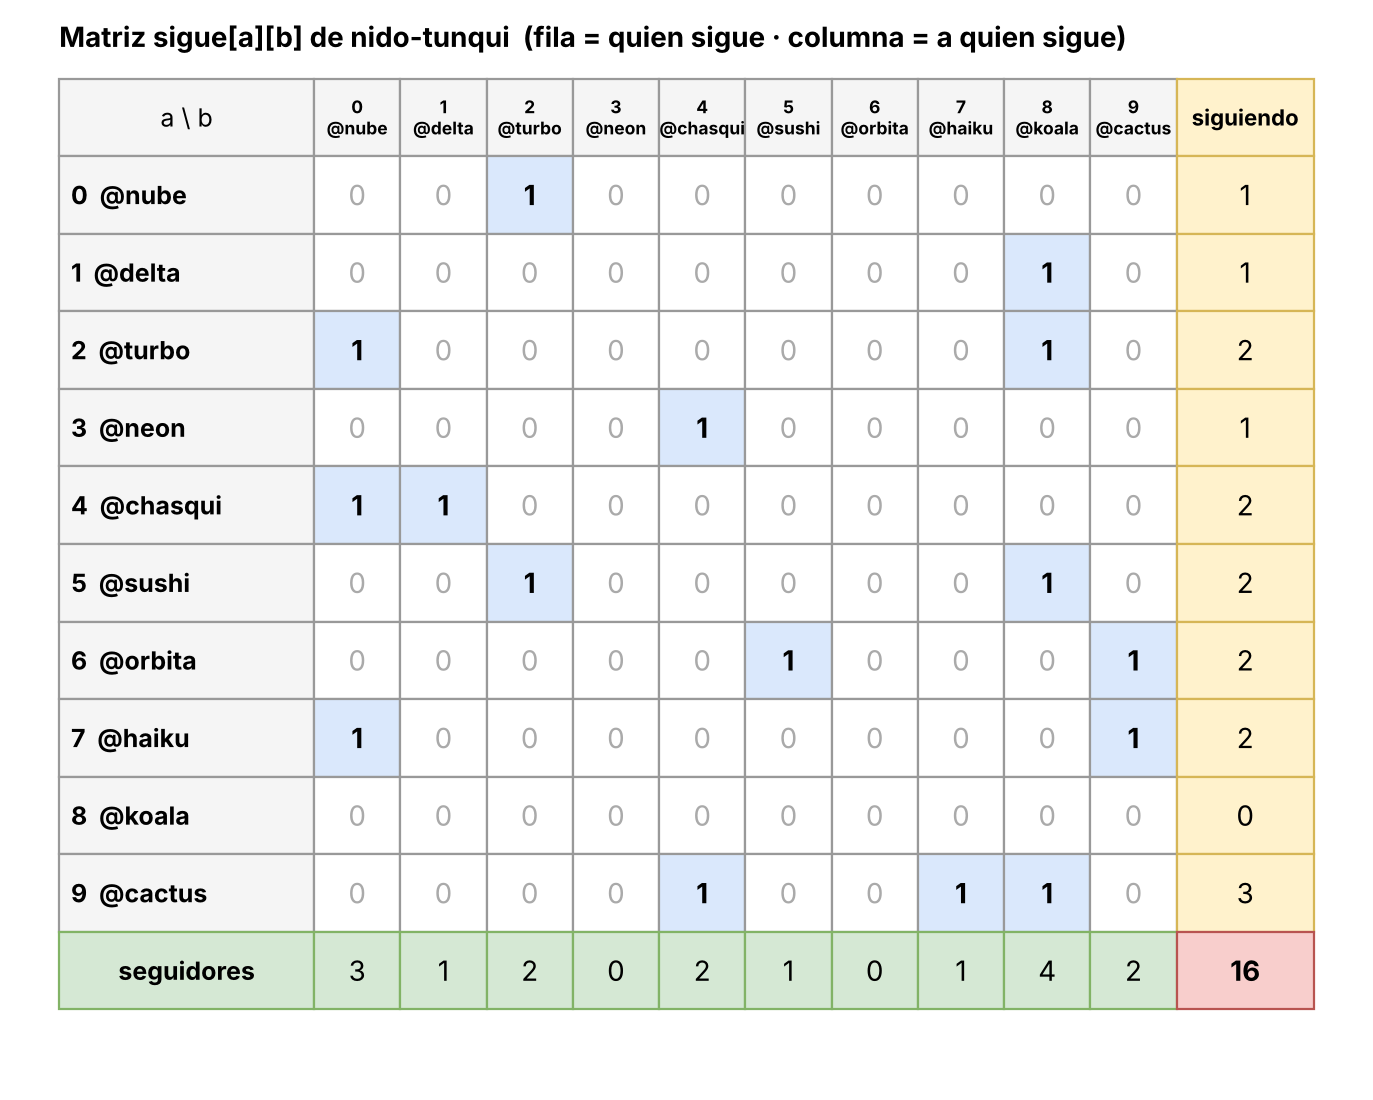 Matriz sigue[a][b] de nido-tunqui (fila = quien sigue · columna = a quien sigue)
a \ b 0 @nube 1 @delta 2 @turbo 3 @neon 4 @chasqui 5 @sushi 6 @orbita 7 @haiku 8 @koala 9 @cactus siguiendo
0 @nube 0 0 1 0 0 0 0 0 0 0 1
1 @delta 0 0 0 0 0 0 0 0 1 0 1
2 @turbo 1 0 0 0 0 0 0 0 1 0 2
3 @neon 0 0 0 0 1 0 0 0 0 0 1
4 @chasqui 1 1 0 0 0 0 0 0 0 0 2
5 @sushi 0 0 1 0 0 0 0 0 1 0 2
6 @orbita 0 0 0 0 0 1 0 0 0 1 2
7 @haiku 1 0 0 0 0 0 0 0 0 1 2
8 @koala 0 0 0 0 0 0 0 0 0 0 0
9 @cactus 0 0 0 0 1 0 0 1 1 0 3
seguidores 3 1 2 0 2 1 0 1 4 2 16